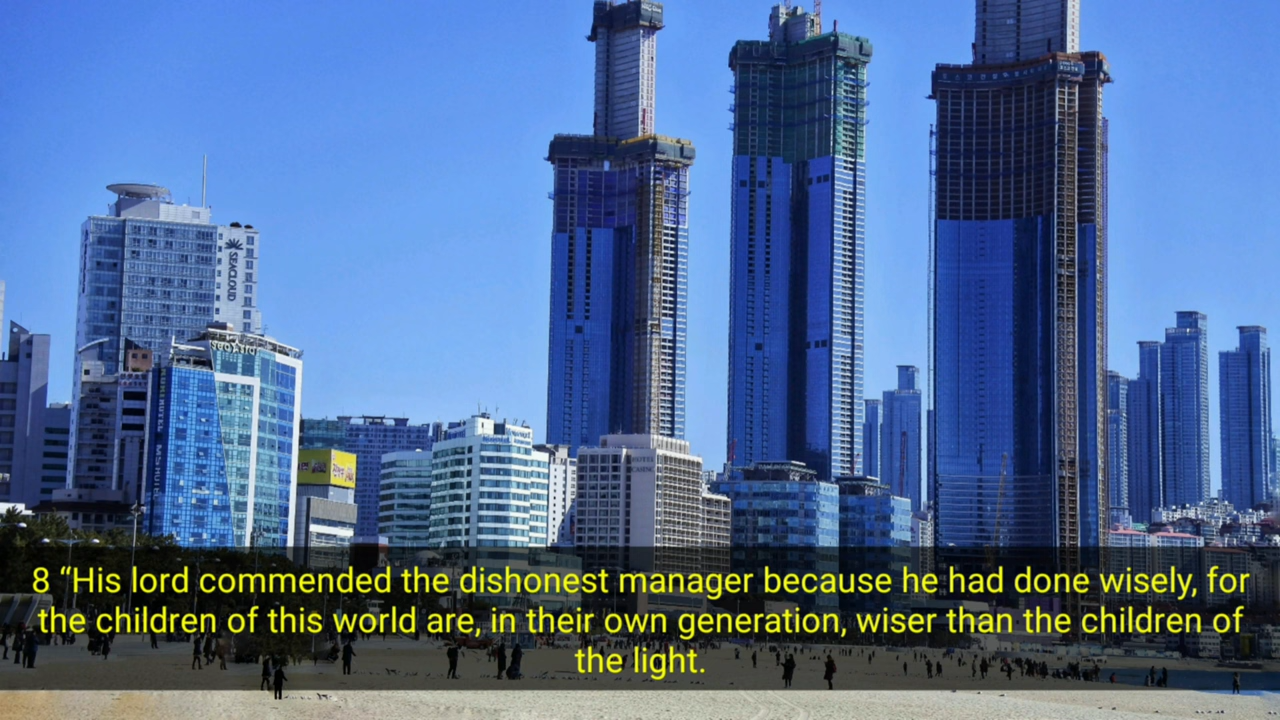 SEACLOUD
8 “His lord commended the dishonest manager because he had done wisely, for
the children of this world are, in their own generation, wiser than the children of
the light.